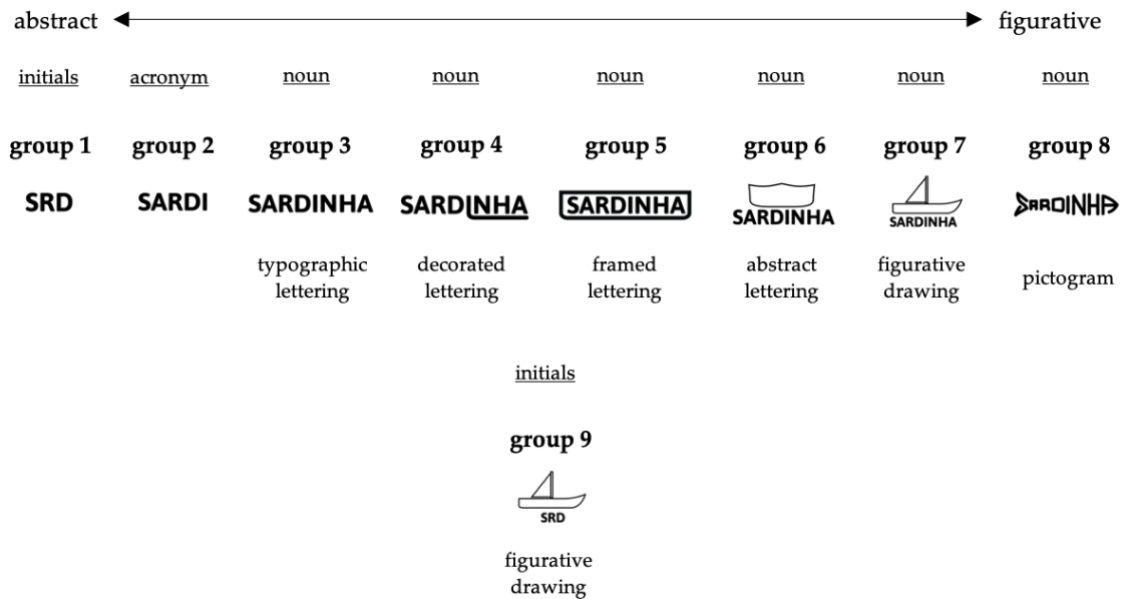 abstract figurative
initials acronym noun noun noun noun noun noun
group 1 group 2 group 3 group 4 group 5 group 6 group 7 group 8
SRD SARDI SARDINHA SARDINHA SARDINHA SARDINHA SARDINHA SARDINHA
typographic decorated framed abstract figurative pictogram
lettering lettering lettering lettering drawing
initials
group 9
SRD
figurative
drawing